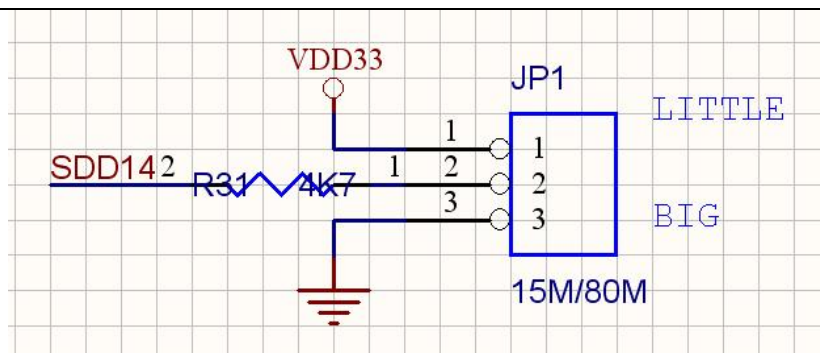 VDD33
JP1
LITTLE
1 1
SDD14 2 R31 4K7 1 2 2
3 3
BIG
15M/80M